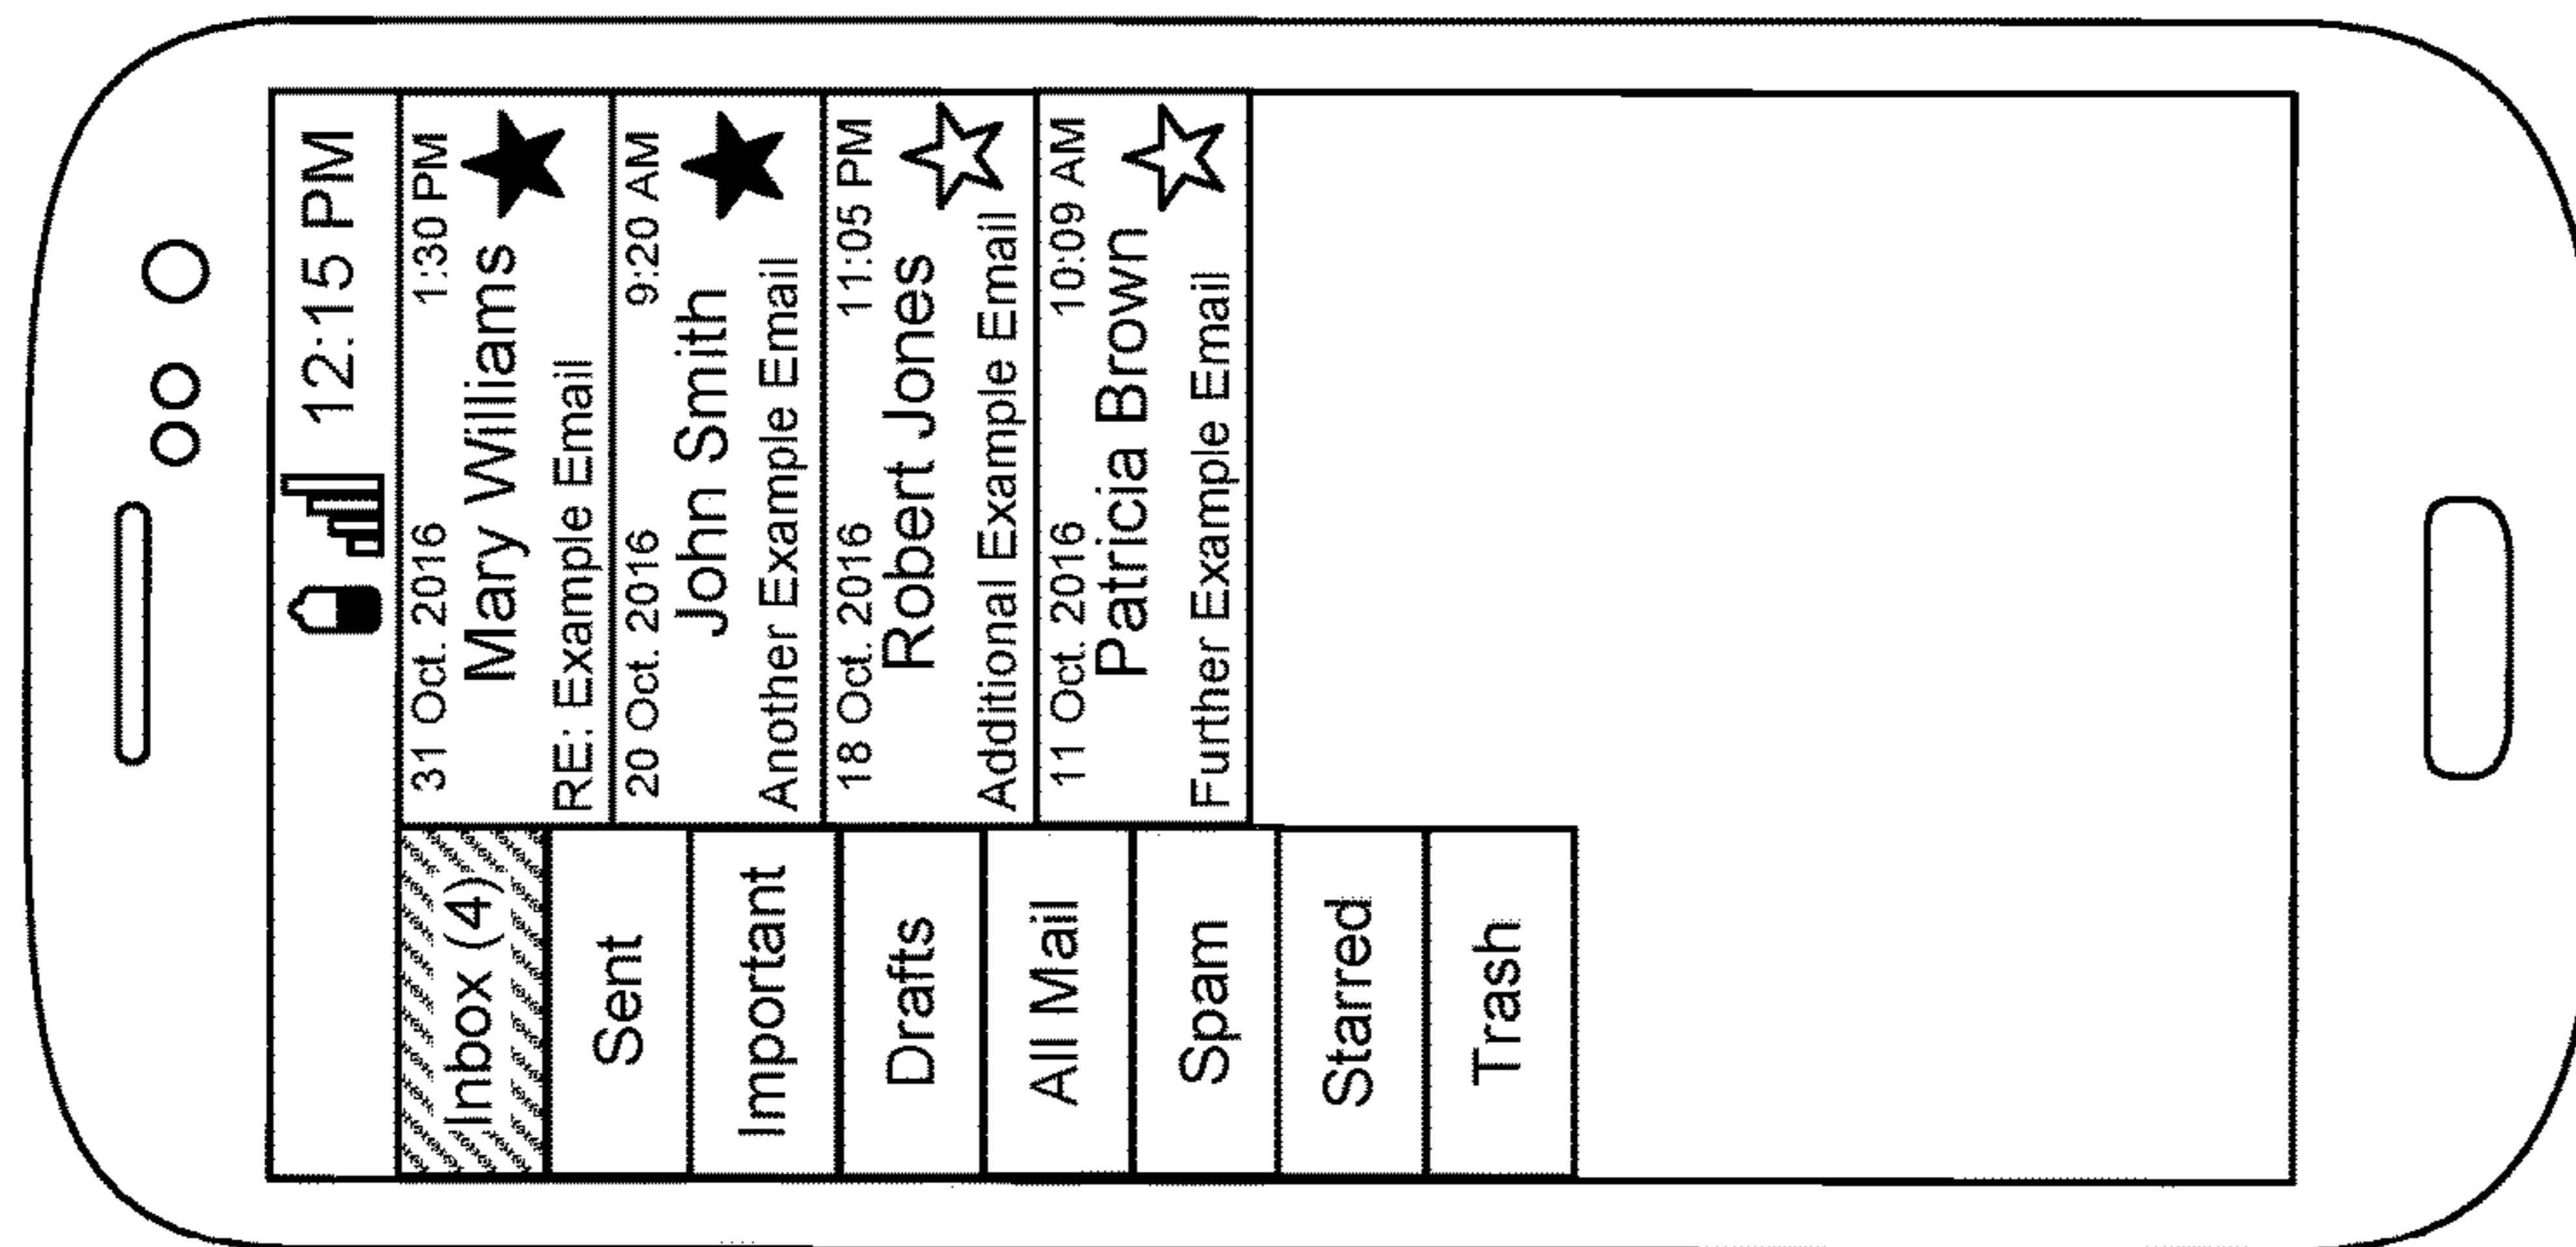 12:15 PM
Inbox (4)
Sent
Important
Drafts
All Mail
Spam
Starred
Trash
31 Oct. 2016 1:30 PM
Mary Williams
RE: Example Email
20 Oct. 2016 9:20 AM
John Smith
Another Example Email
18 Oct. 2016 11:05 PM
Robert Jones
Additional Example Email
11 Oct. 2016 10:09 AM
Patricia Brown
Further Example Email